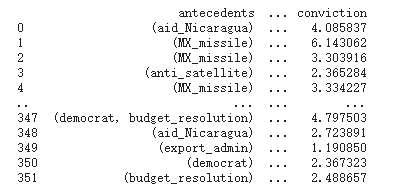 antecedents ... conviction
0 (aid_Nicaragua) ... 4.085837
1 (MX_missile) ... 6.143062
2 (MX_missile) ... 3.303916
3 (anti_satellite) ... 2.365284
4 (MX_missile) ... 3.334227
.. ... ... ...
347 (democrat, budget_resolution) ... 4.797503
348 (aid_Nicaragua) ... 2.723891
349 (export_admin) ... 1.190850
350 (democrat) ... 2.367323
351 (budget_resolution) ... 2.488657